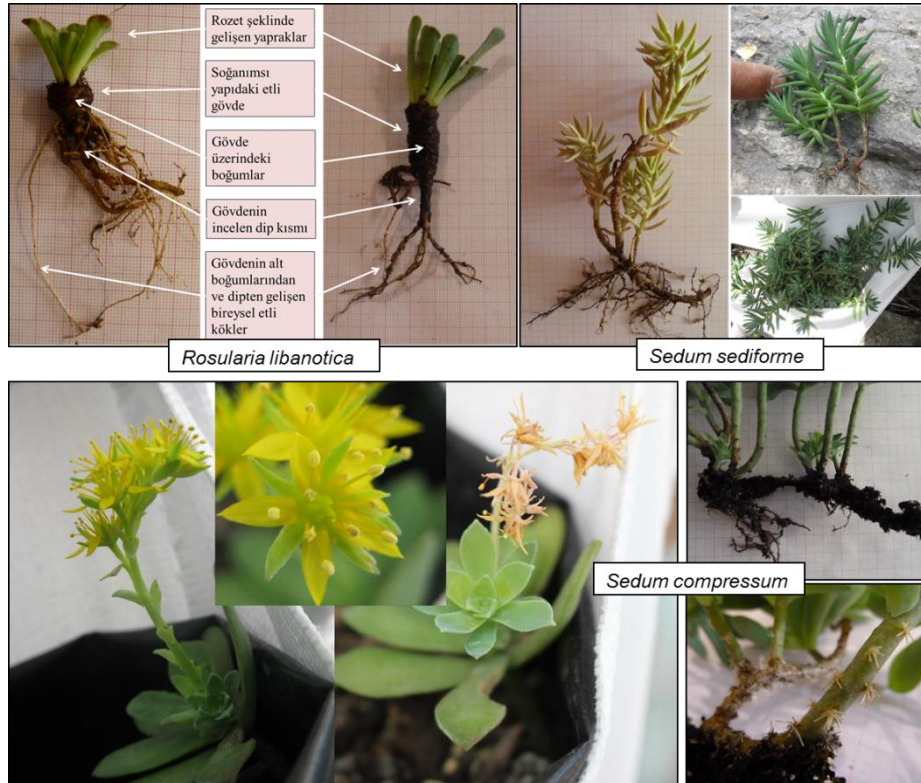 Rozet şeklinde
gelişen yapraklar
Soğanımsı
yapıdaki etli
gövde
Gövde
üzerindeki
boğumlar
Gövdenin
incelen dip kısmı
Gövdenin alt
boğumlarından
ve dipten gelişen
bireysel etli
kökler
Rosularia libanotica
Sedum sediforme
Sedum compressum